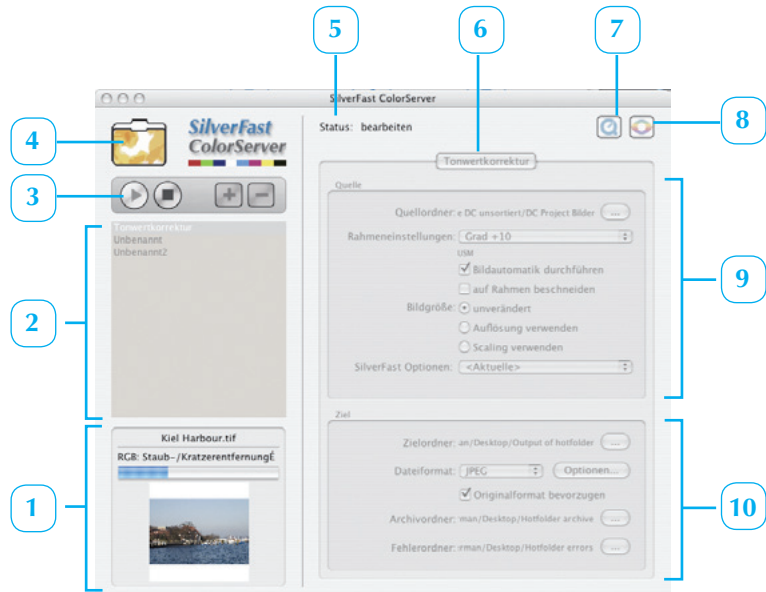 5
6
7
SilverFast ColorServer
4
SilverFast
ColorServer
Status: bearbeiten
8
Tonwertkorrektur
3
Quelle
Quellordner: e DC unsortiert/DC Project Bilder ...
Tonwertkorrektur
Unbenannt
Unbenannt2
Rahmeneinstellungen: Grad +10
USM
Bildautomatik durchführen
auf Rahmen beschneiden
Bildgröße: unverändert
Auflösung verwenden
Scaling verwenden
SilverFast Optionen: <Aktuelle>
2
9
Ziel
Kiel Harbour.tif
RGB: Staub-/KratzerentfernungÉ
Zielordner: an/Desktop/Output of hotfolder ...
Dateiformat: JPEG Optionen...
Originalformat bevorzugen
Archivordner: rman/Desktop/Hotfolder archive ...
Fehlerordner: rman/Desktop/Hotfolder errors ...
1
10